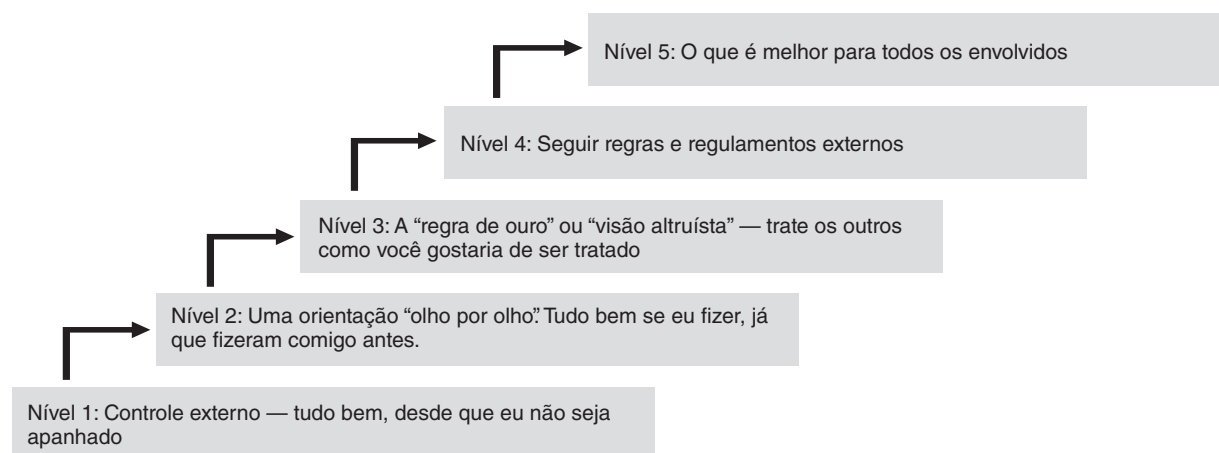 Nível 5: O que é melhor para todos os envolvidos
Nível 4: Seguir regras e regulamentos externos
Nível 3: A “regra de ouro” ou “visão altruísta” — trate os outros
como você gostaria de ser tratado
Nível 2: Uma orientação “olho por olho”. Tudo bem se eu fizer, já
que fizeram comigo antes.
Nível 1: Controle externo — tudo bem, desde que eu não seja
apanhado